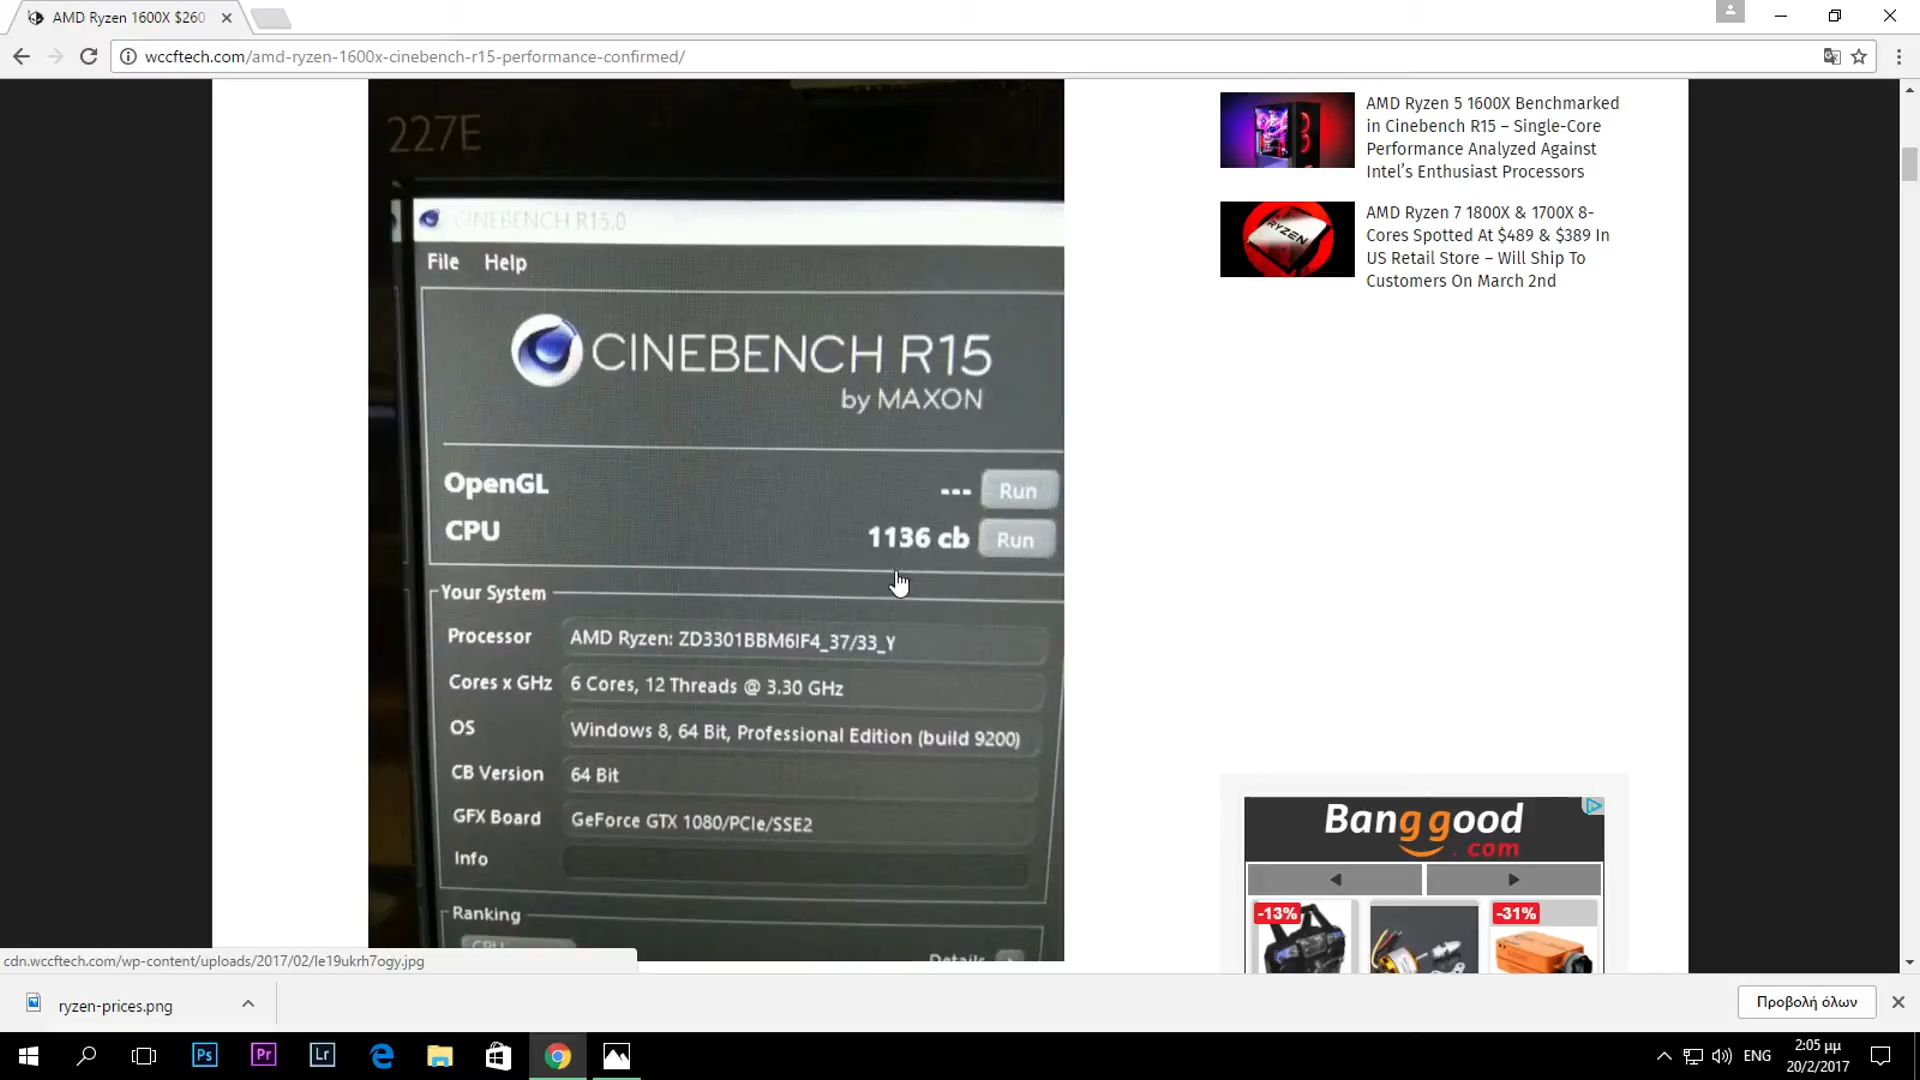 AMD Ryzen 1600X $260
wccftech.com/amd-ryzen-1600x-cinebench-r15-performance-confirmed/
227E
CINEBENCH R15.0
File Help
CINEBENCH R15
by MAXON
OpenGL --- Run
CPU 1136 cb Run
Your System
Processor AMD Ryzen: ZD3301BBM6IF4_37/33_Y
Cores x GHz 6 Cores, 12 Threads @ 3.30 GHz
OS Windows 8, 64 Bit, Professional Edition (build 9200)
CB Version 64 Bit
GFX Board GeForce GTX 1080/PCIe/SSE2
Info
Ranking
CPU
Details
AMD Ryzen 5 1600X Benchmarked
in Cinebench R15 – Single-Core
Performance Analyzed Against
Intel’s Enthusiast Processors
RYZEN
AMD Ryzen 7 1800X & 1700X 8-
Cores Spotted At $489 & $389 In
US Retail Store – Will Ship To
Customers On March 2nd
Banggood
.com
-13%
-31%
cdn.wccftech.com/wp-content/uploads/2017/02/le19ukrh7ogy.jpg
ryzen-prices.png
Προβολή όλων
Ps Pr Lr
ENG
2:05 μμ
20/2/2017